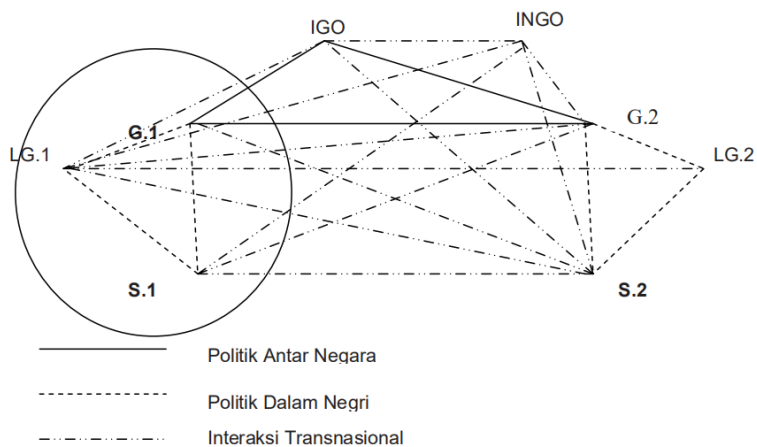 IGO
INGO
G.1
G.2
LG.1
LG.2
S.1
S.2
Politik Antar Negara
Politik Dalam Negri
Interaksi Transnasional